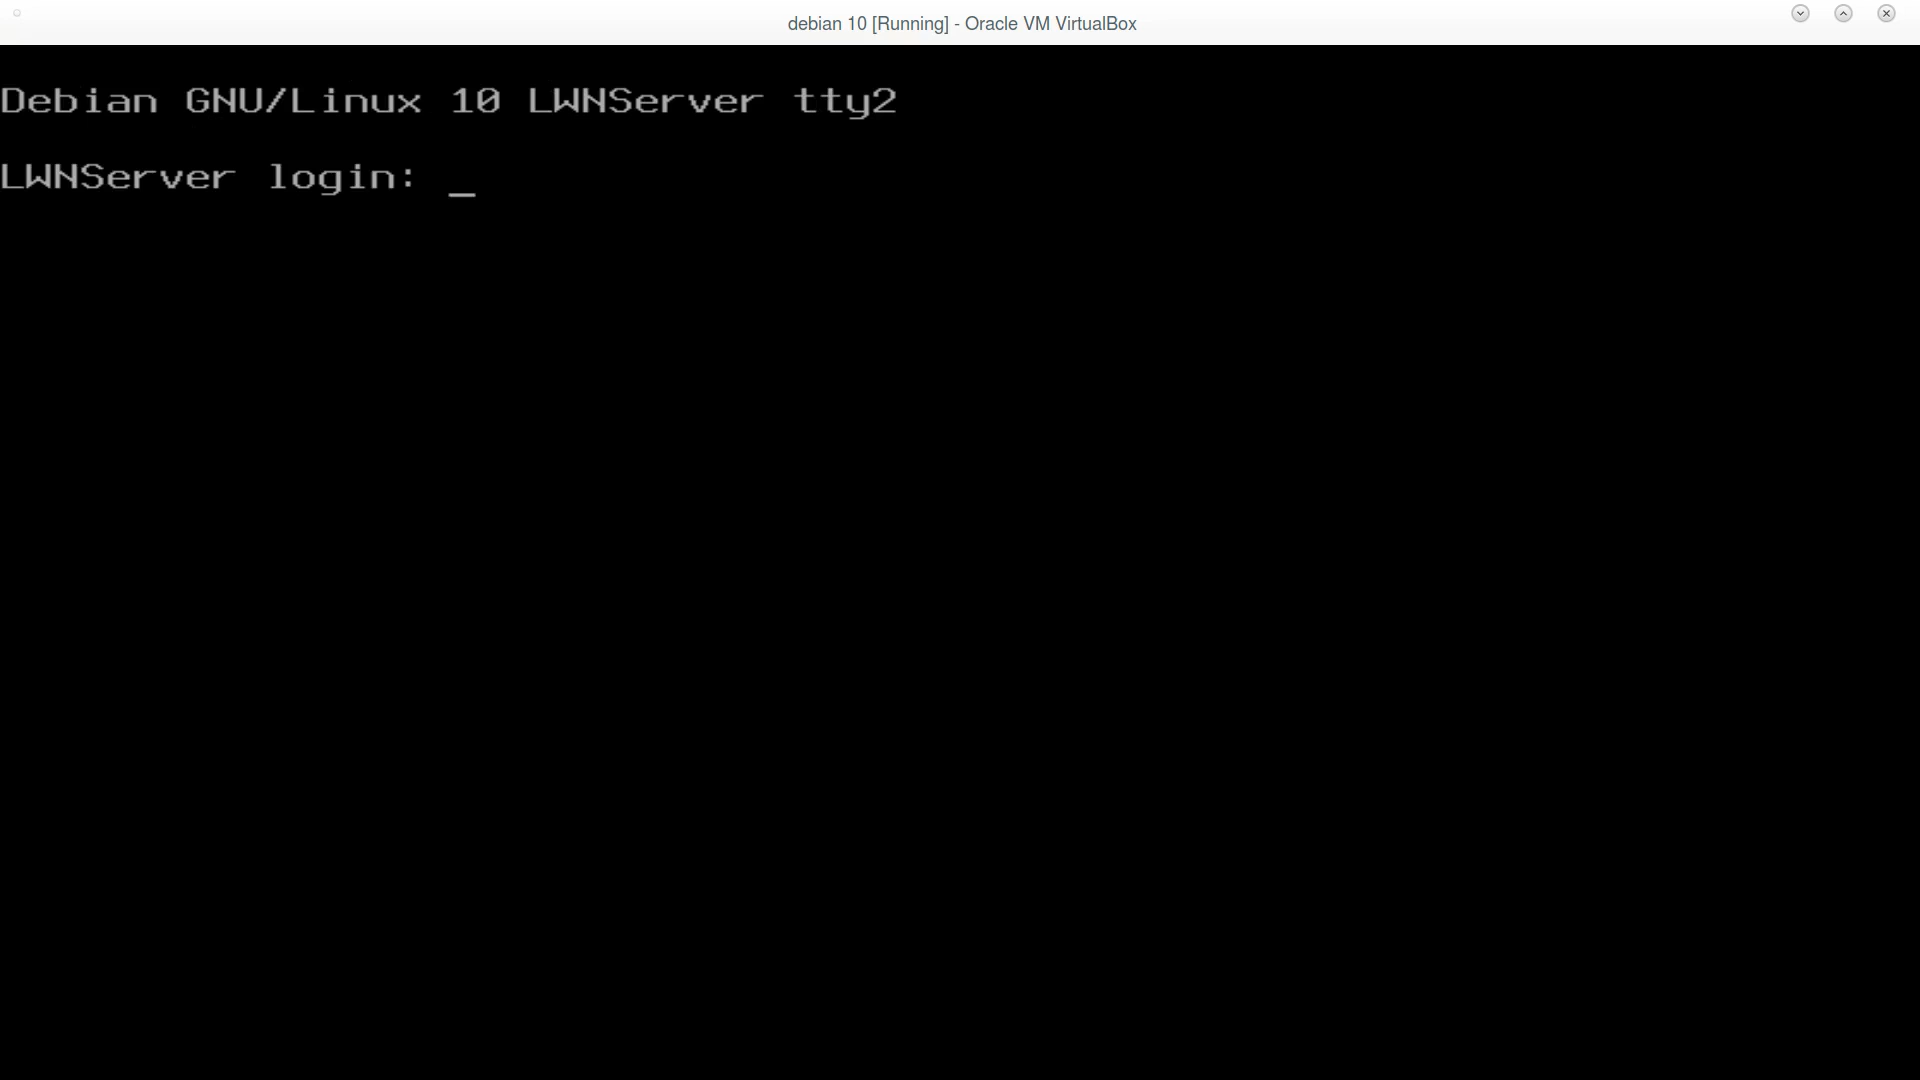 debian 10 [Running] - Oracle VM VirtualBox
Debian GNU/Linux 10 LWNServer tty2
LWNServer login: _